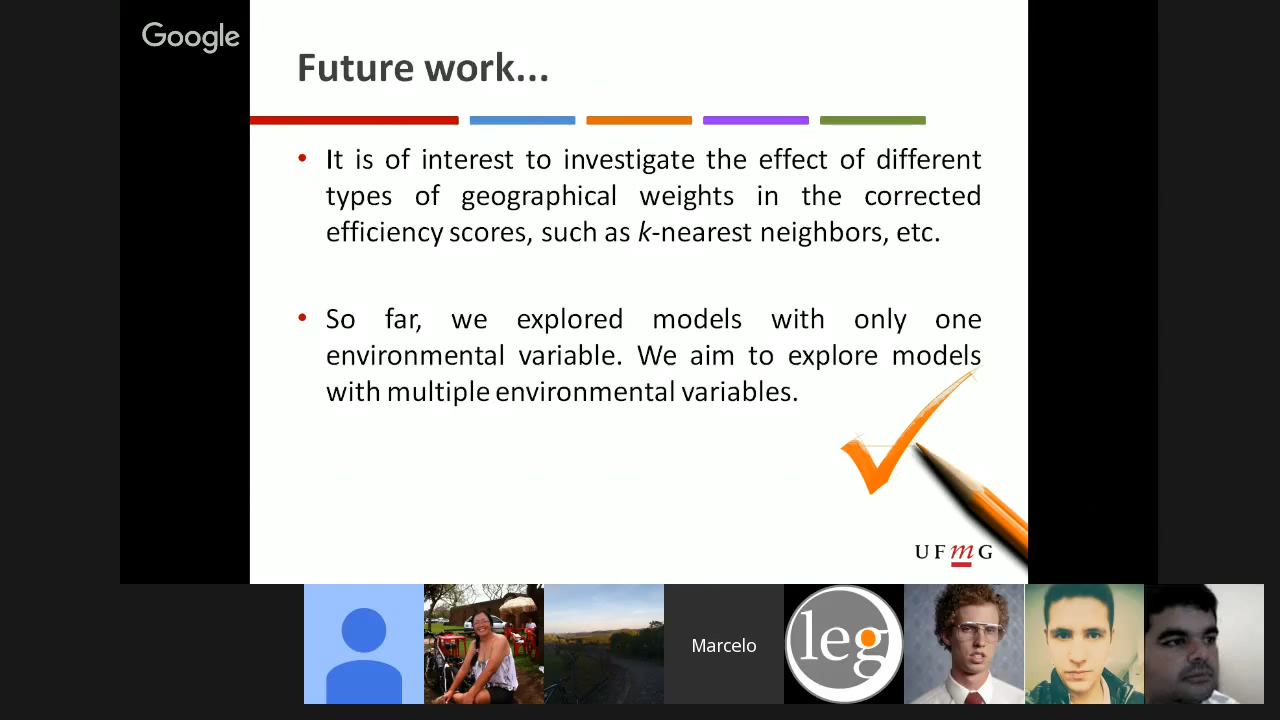 Google
Future work...
• It is of interest to investigate the effect of different
types of geographical weights in the corrected
efficiency scores, such as k-nearest neighbors, etc.
• So far, we explored models with only one
environmental variable. We aim to explore models
with multiple environmental variables.
UFmG
Marcelo
leg